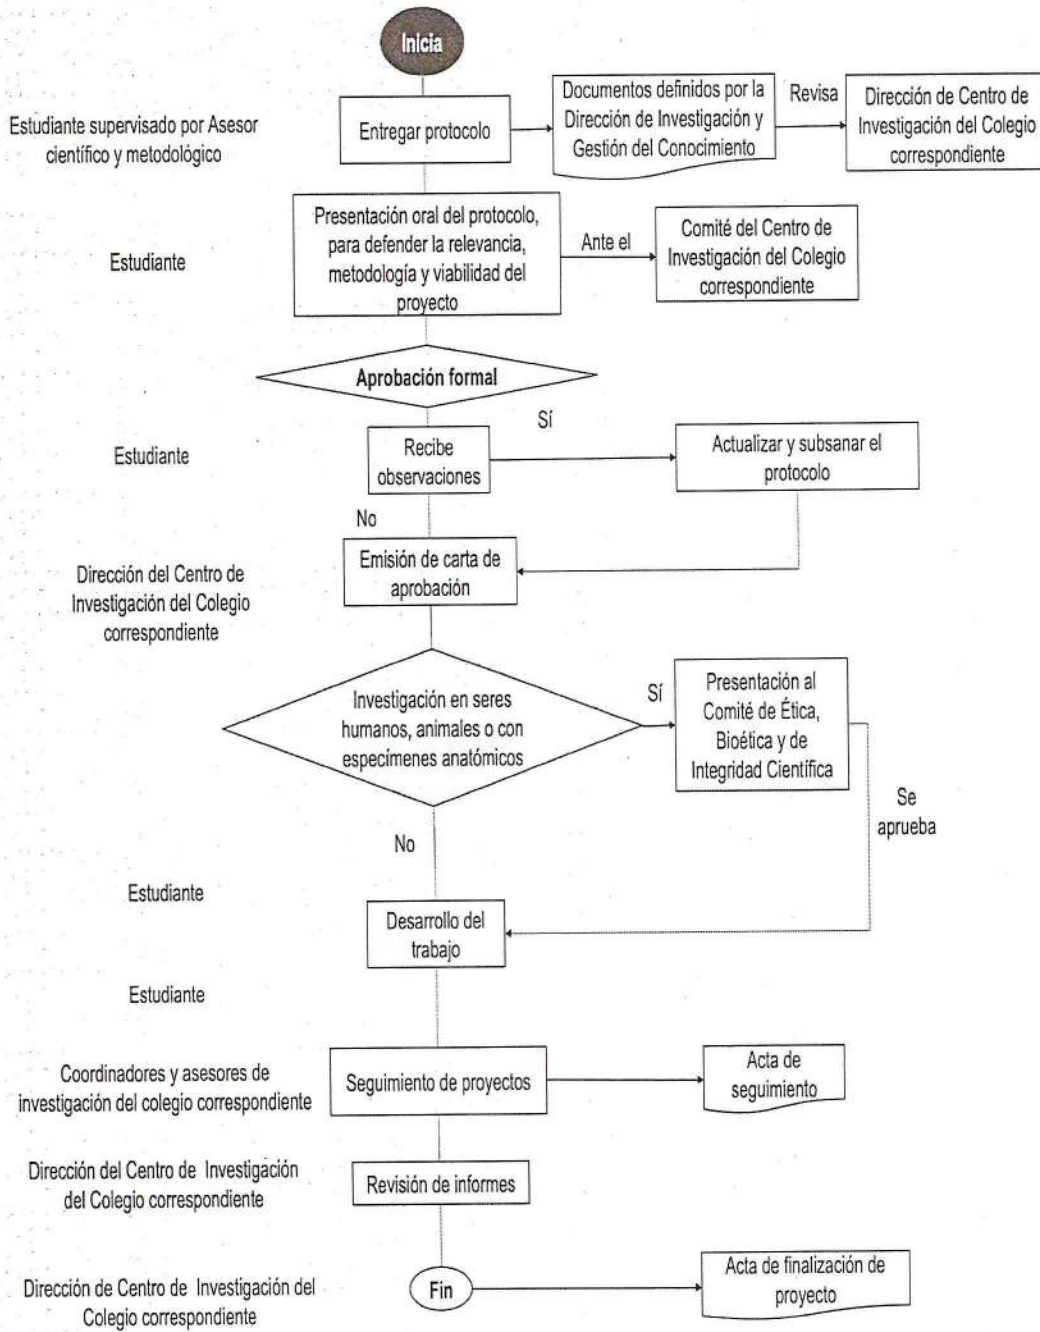 Inicia
Estudiante supervisado por Asesor
científico y metodológico
Entregar protocolo
Documentos definidos por la
Dirección de Investigación y
Gestión del Conocimiento
Revisa
Dirección de Centro de
Investigación del Colegio
correspondiente
Estudiante
Presentación oral del protocolo,
para defender la relevancia,
metodología y viabilidad del
proyecto
Ante el
Comité del Centro de
Investigación del Colegio
correspondiente
Aprobación formal
Estudiante
Recibe
observaciones
Sí
Actualizar y subsanar el
protocolo
No
Dirección del Centro de
Investigación del Colegio
correspondiente
Emisión de carta de
aprobación
Investigación en seres
humanos, animales ó con
especímenes anatómicos
Sí
Presentación al
Comité de Ética,
Bioética y de
Integridad Científica
Se
aprueba
No
Estudiante
Desarrollo del
trabajo
Estudiante
Coordinadores y asesores de
investigación del colegio correspondiente
Seguimiento de proyectos
Acta de
seguimiento
Dirección del Centro de Investigación
del Colegio correspondiente
Revisión de informes
Dirección de Centro de Investigación del
Colegio correspondiente
Fin
Acta de finalización de
proyecto